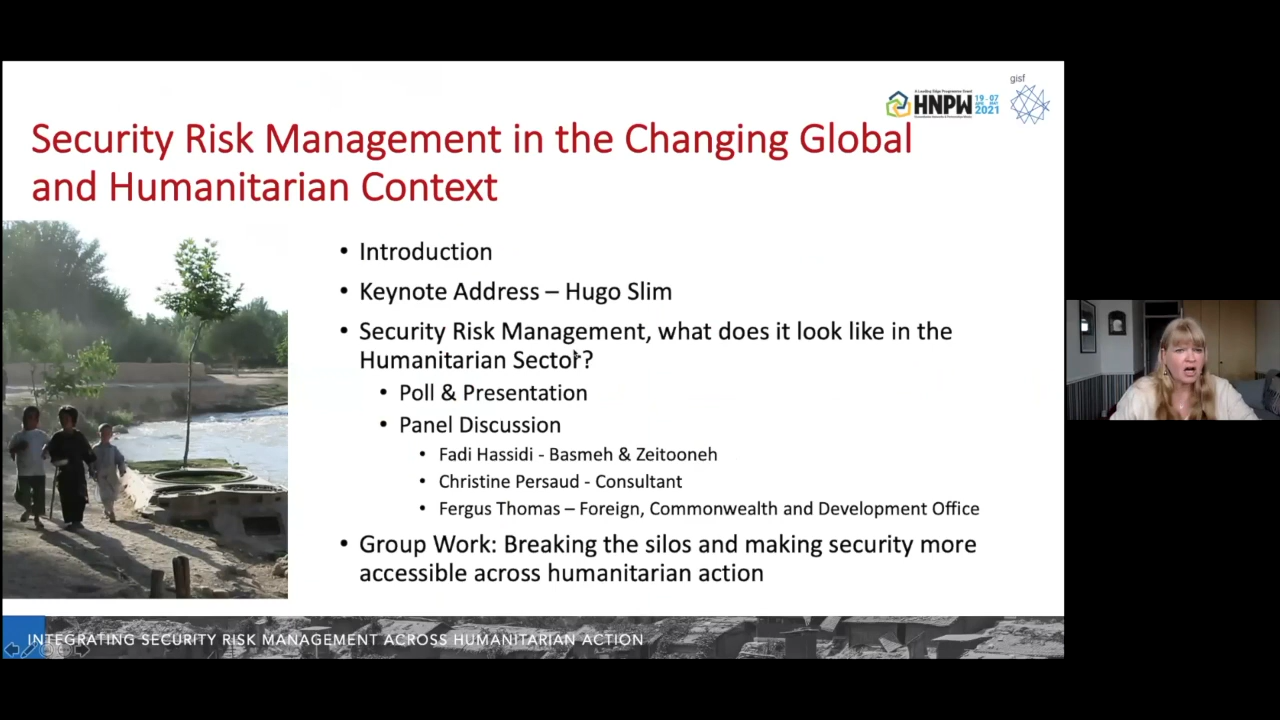 gisf
HNPW
19 - 07
2021
Security Risk Management in the Changing Global
and Humanitarian Context
• Introduction
• Keynote Address – Hugo Slim
• Security Risk Management, what does it look like in the
Humanitarian Sector?
• Poll & Presentation
• Panel Discussion
• Fadi Hassidi - Basmeh & Zeitooneh
• Christine Persaud - Consultant
• Fergus Thomas – Foreign, Commonwealth and Development Office
• Group Work: Breaking the silos and making security more
accessible across humanitarian action
INTEGRATING SECURITY RISK MANAGEMENT ACROSS HUMANITARIAN ACTION